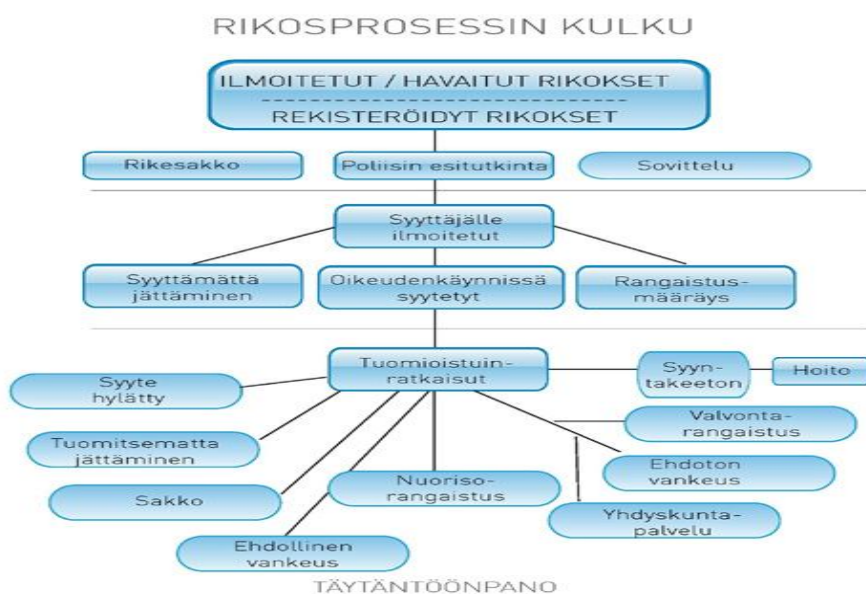 RIKOSPROSESSIN KULKU
ILMOITETUT / HAVAITUT RIKOKSET
REKISTERÖIDYT RIKOKSET
Rikesakko
Poliisin esitutkinta
Sovittelu
Syyttäjälle
ilmoitetut
Syyttämättä
jättäminen
Oikeudenkäynnissä
syytetyt
Rangaistus-
määräys
Tuomioistuin-
ratkaisut
Syyn-
takeeton
Hoito
Syyte
hylätty
Valvonta-
rangaistus
Tuomitsematta
jättäminen
Ehdoton
vankeus
Sakko
Nuoriso-
rangaistus
Yhdyskunta-
palvelu
Ehdollinen
vankeus
TÄYTÄNTÖÖNPANO